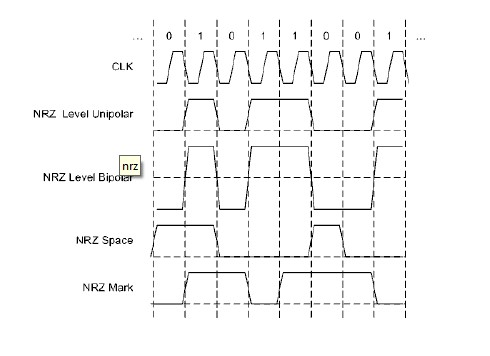 ... 0 1 0 1 1 0 0 1 ...
CLK
NRZ Level Unipolar
nrz
NRZ Level Bipolar
NRZ Space
NRZ Mark